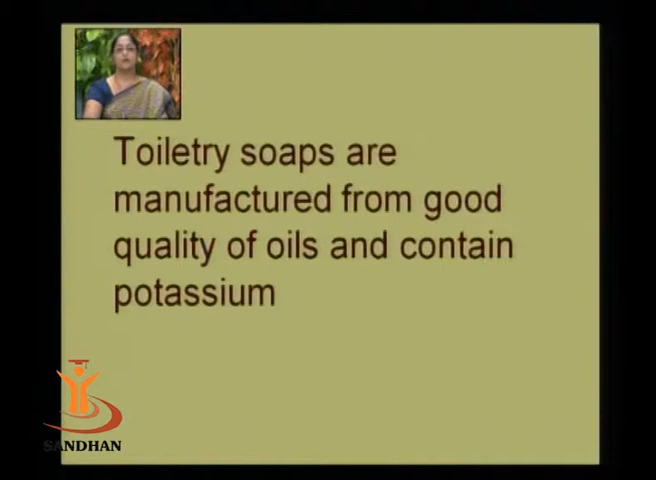 Toiletry soaps are
manufactured from good
quality of oils and contain
potassium
SANDHAN